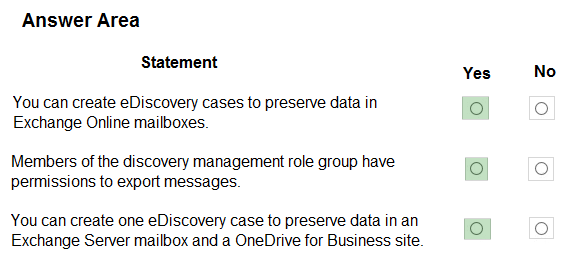 Answer Area
Statement
Yes
No
You can create eDiscovery cases to preserve data in
Exchange Online mailboxes.
Members of the discovery management role group have
permissions to export messages.
You can create one eDiscovery case to preserve data in an
Exchange Server mailbox and a OneDrive for Business site.